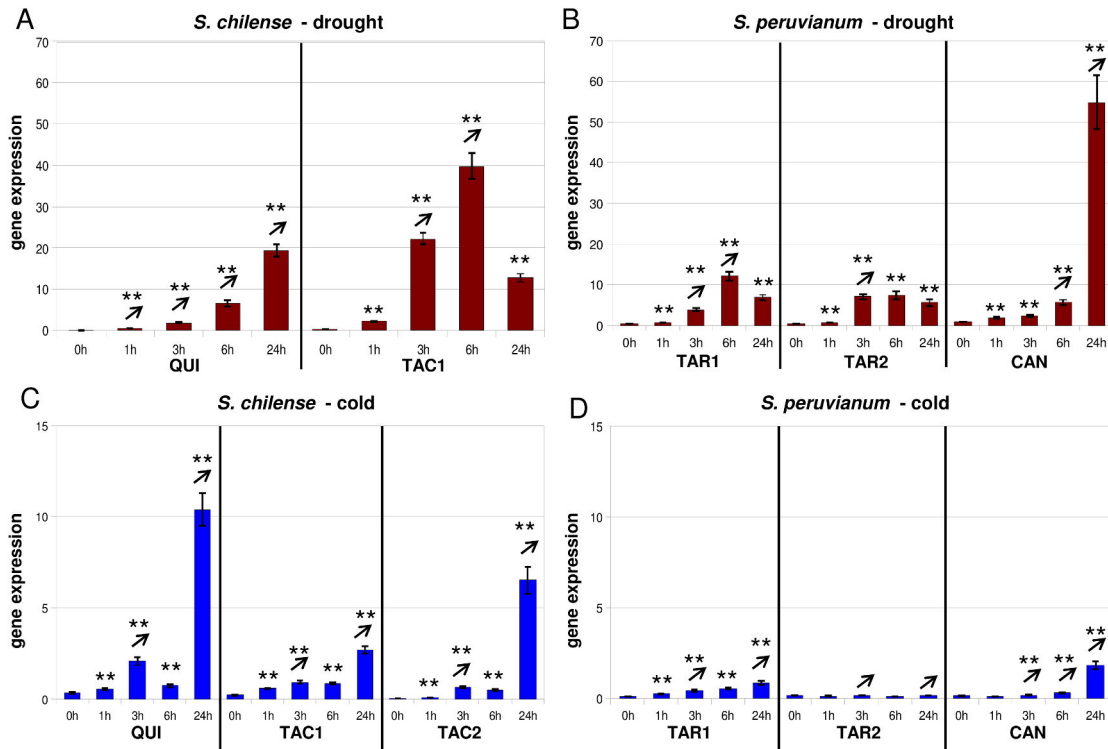 A
S. chilense - drought
gene expression
70
60
50
40
30
20
10
0
** ** ** ** ** ** ** **
0h 1h 3h 6h 24h 0h 1h 3h 6h 24h
QUI TAC1
B
S. peruvianum - drought
gene expression
70
60
50
40
30
20
10
0
** ** ** ** ** ** ** ** ** ** ** **
0h 1h 3h 6h 24h 0h 1h 3h 6h 24h 0h 1h 3h 6h 24h
TAR1 TAR2 CAN
C
S. chilense - cold
gene expression
15
10
5
0
** ** ** ** ** ** ** ** ** ** ** **
0h 1h 3h 6h 24h 0h 1h 3h 6h 24h 0h 1h 3h 6h 24h
QUI TAC1 TAC2
D
S. peruvianum - cold
gene expression
15
10
5
0
** ** ** ** ** ** ** **
0h 1h 3h 6h 24h 0h 1h 3h 6h 24h 0h 1h 3h 6h 24h
TAR1 TAR2 CAN